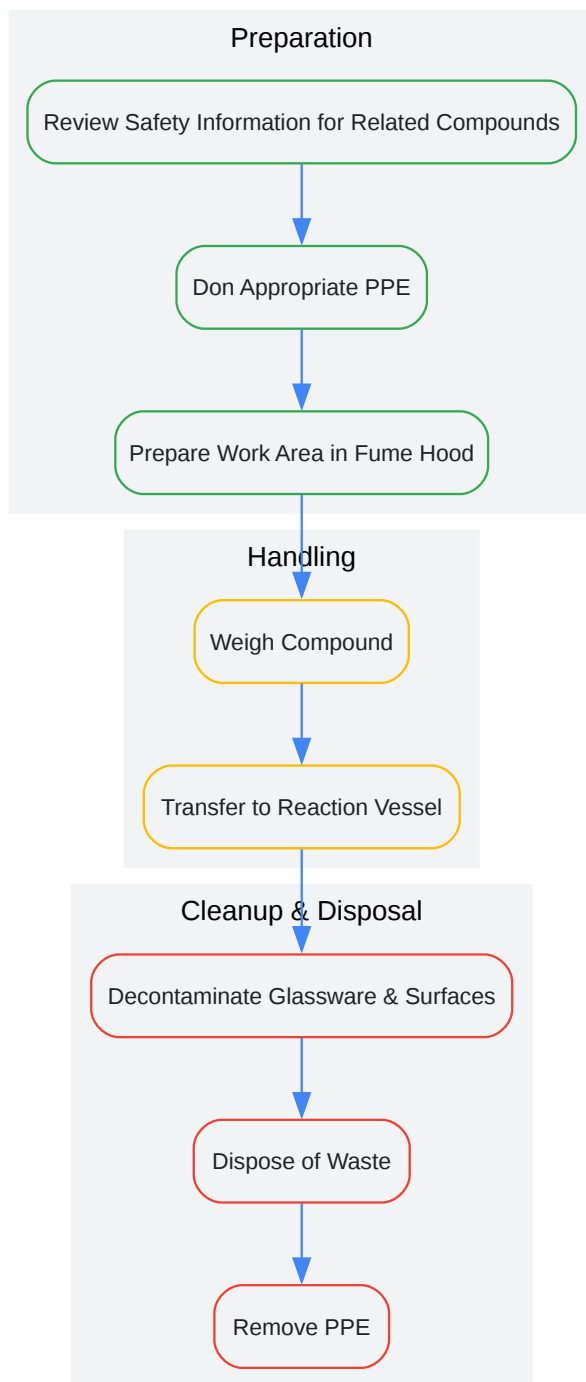 Preparation
Review Safety Information for Related Compounds
Don Appropriate PPE
Prepare Work Area in Fume Hood
Handling
Weigh Compound
Transfer to Reaction Vessel
Cleanup & Disposal
Decontaminate Glassware & Surfaces
Dispose of Waste
Remove PPE